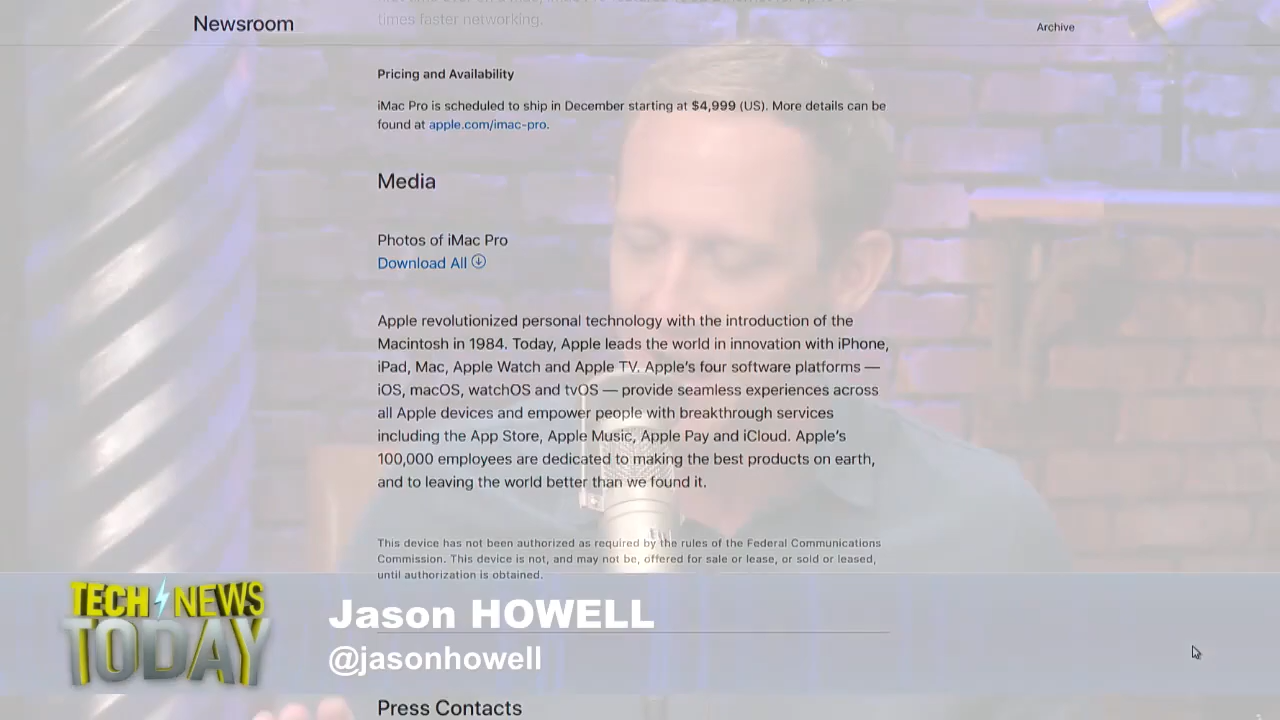 times faster networking.
Newsroom
Archive
Pricing and Availability
iMac Pro is scheduled to ship in December starting at $4,999 (US). More details can be
found at apple.com/imac-pro.
Media
Photos of iMac Pro
Download All
Apple revolutionized personal technology with the introduction of the
Macintosh in 1984. Today, Apple leads the world in innovation with iPhone,
iPad, Mac, Apple Watch and Apple TV. Apple’s four software platforms —
iOS, macOS, watchOS and tvOS — provide seamless experiences across
all Apple devices and empower people with breakthrough services
including the App Store, Apple Music, Apple Pay and iCloud. Apple’s
100,000 employees are dedicated to making the best products on earth,
and to leaving the world better than we found it.
This device has not been authorized as required by the rules of the Federal Communications
Commission. This device is not, and may not be, offered for sale or lease, or sold or leased,
until authorization is obtained.
TECH NEWS
TODAY
Jason HOWELL
@jasonhowell
Press Contacts